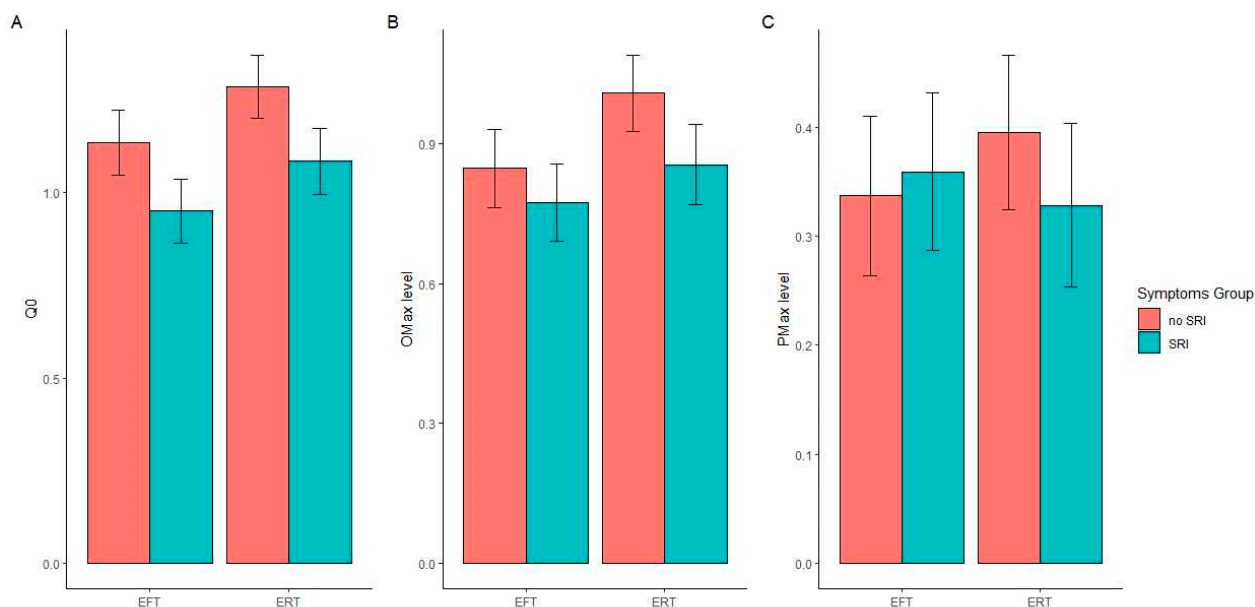 A
B
C
Q0
1.0
0.5
0.0
EFT
ERT
OMax level
0.9
0.6
0.3
0.0
EFT
ERT
PMax level
0.4
0.3
0.2
0.1
0.0
EFT
ERT
Symptoms Group
no SRI
SRI